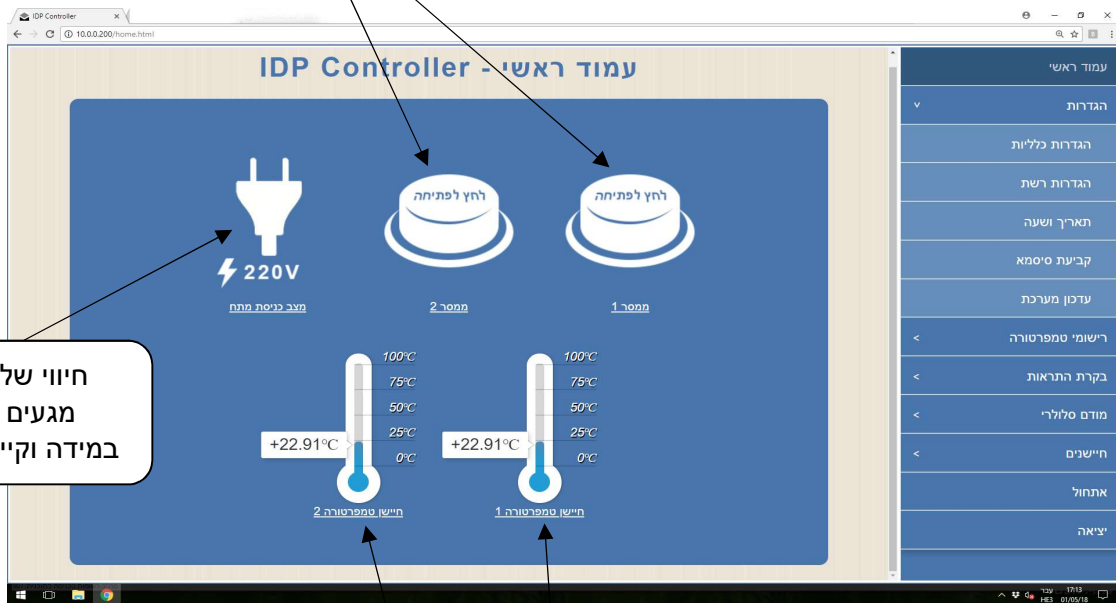 IDP Controller
10.0.0.200/home.html
עמוד ראשי - IDP Controller
עמוד ראשי
הגדרות
הגדרות כלליות
הגדרות רשת
תאריך ושעה
קביעת סיסמא
עדכון מערכת
רישומי טמפרטורה
בקרת התראות
מודם סלולרי
חיישנים
אתחול
יציאה
לחץ לפתיחה
ממסר 1
לחץ לפתיחה
ממסר 2
220V
מצב כניסת מתח
100°C
75°C
50°C
25°C
0°C
+22.91°C
חיישן טמפרטורה 1
100°C
75°C
50°C
25°C
0°C
+22.91°C
חיישן טמפרטורה 2
חיווי של
מגעים
במידה וקיי
עבר
HE3
17:13
01/05/18